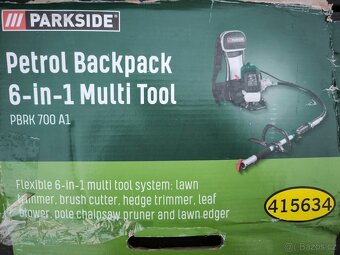 /// PARKSIDE®
Petrol Backpack
6-in-1 Multi Tool
PBRK 700 A1
Flexible 6-in-1 multi tool system: lawn
trimmer, brush cutter, hedge trimmer, leaf
blower, pole chainsaw pruner and lawn edger
415634